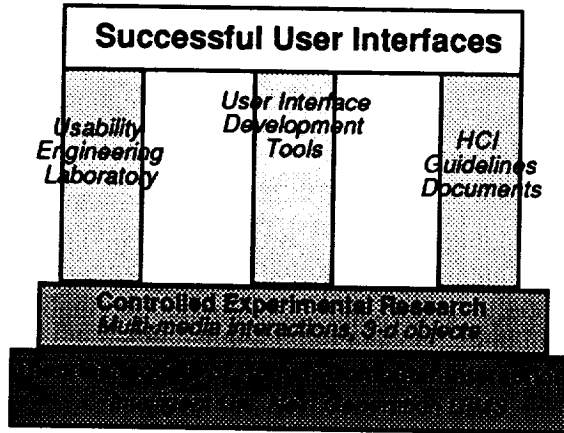 Successful User Interfaces
Usability
Engineering
Laboratory
User Interface
Development
Tools
HCI
Guidelines
Documents
Controlled Experimental Research
Multi-media interactions, 3-d objects